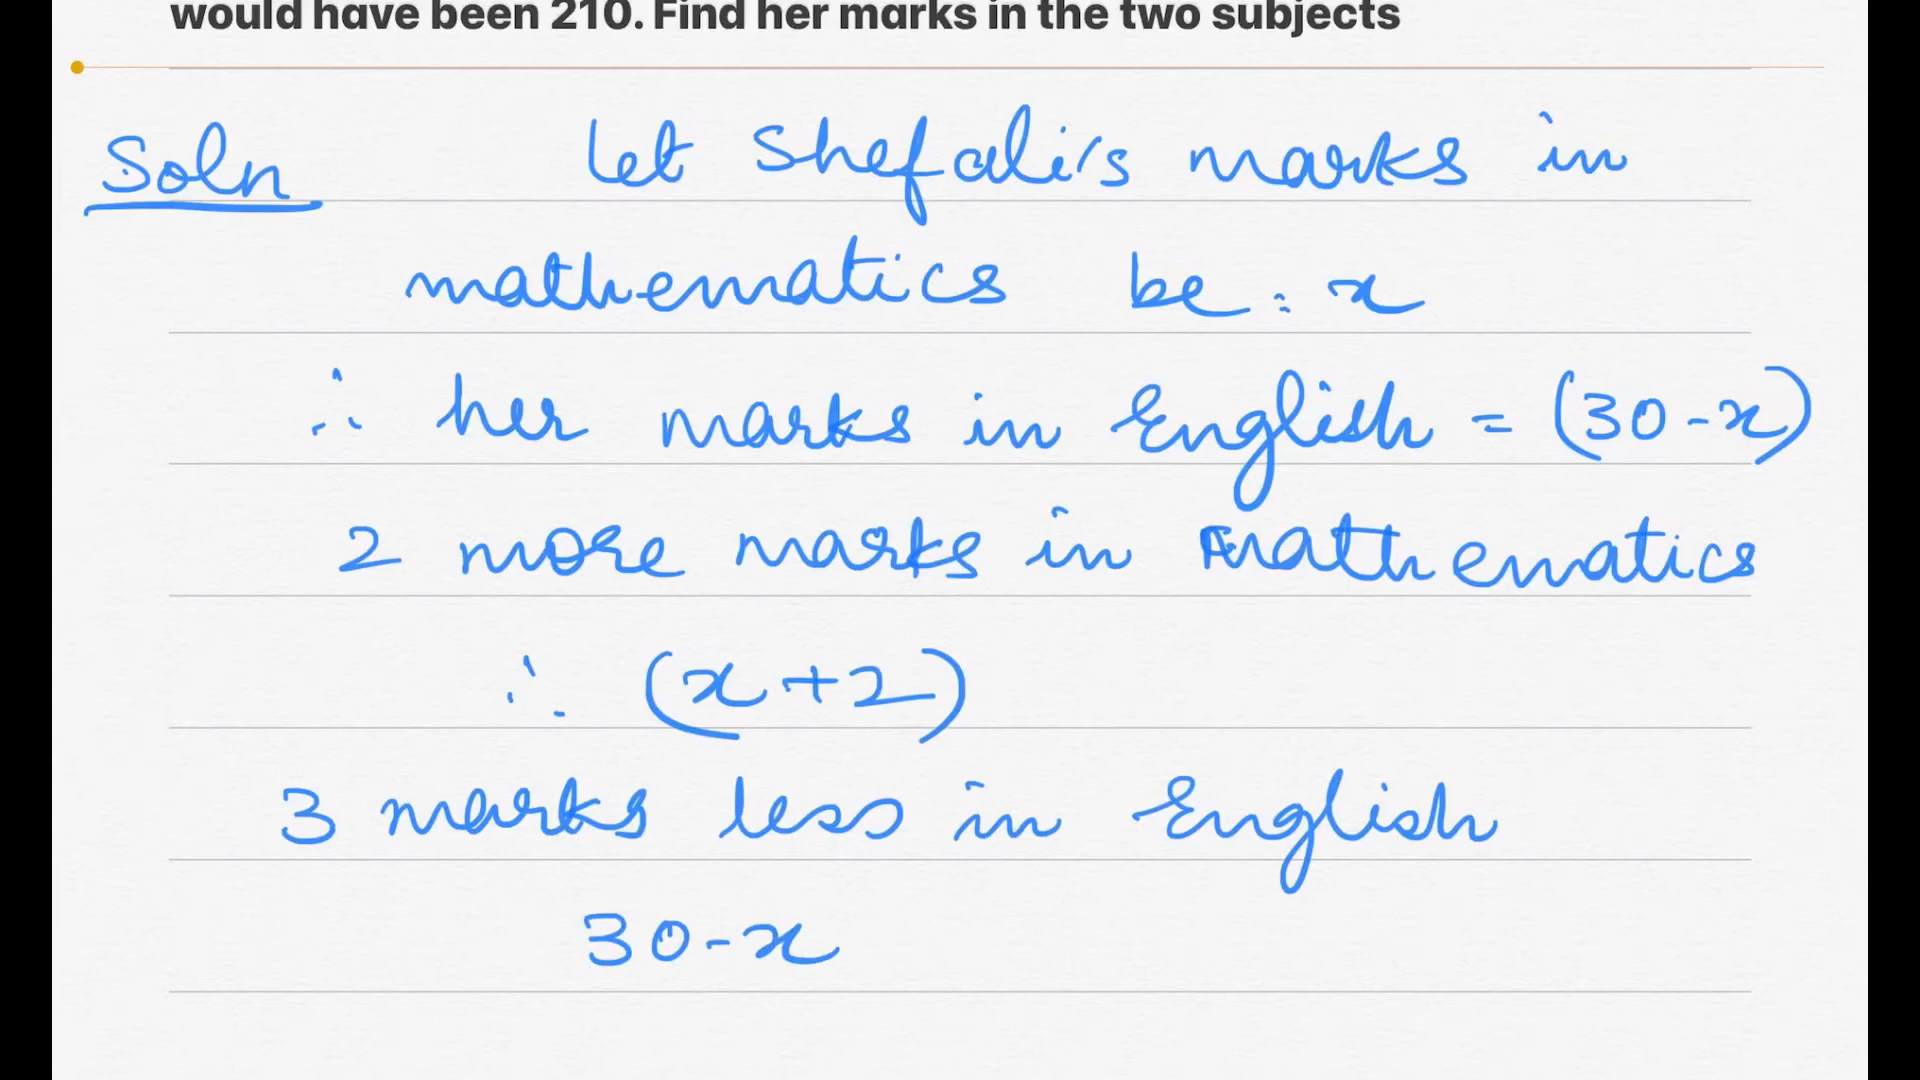 would have been 210. Find her marks in the two subjects
Soln let Shefali's marks in
mathematics be = x
∴ her marks in English = (30-x)
2 more marks in mathematics
∴ (x+2)
3 marks less in English
30-x